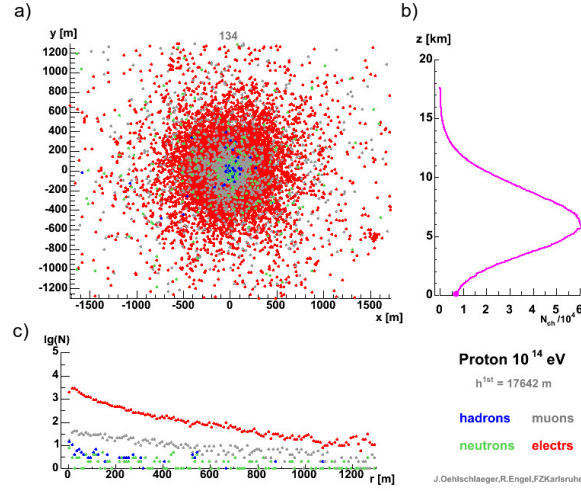 a)
y [m]
134
1200
1000
800
600
400
200
0
-200
-400
-600
-800
-1000
-1200
-1500 -1000 -500 0 500 1000 1500
x [m]
b)
z [km]
20
15
10
5
0
0 1 2 3 4 5 6
N ch /10 4
c)
lg(N)
5
4
3
2
1
0
0 200 400 600 800 1000 1200
r [m]
Proton 10 14 eV
h 1st = 17642 m
hadrons muons
neutrons electrs
J.Oehlschlaeger,R.Engel,FZKarlsruhe